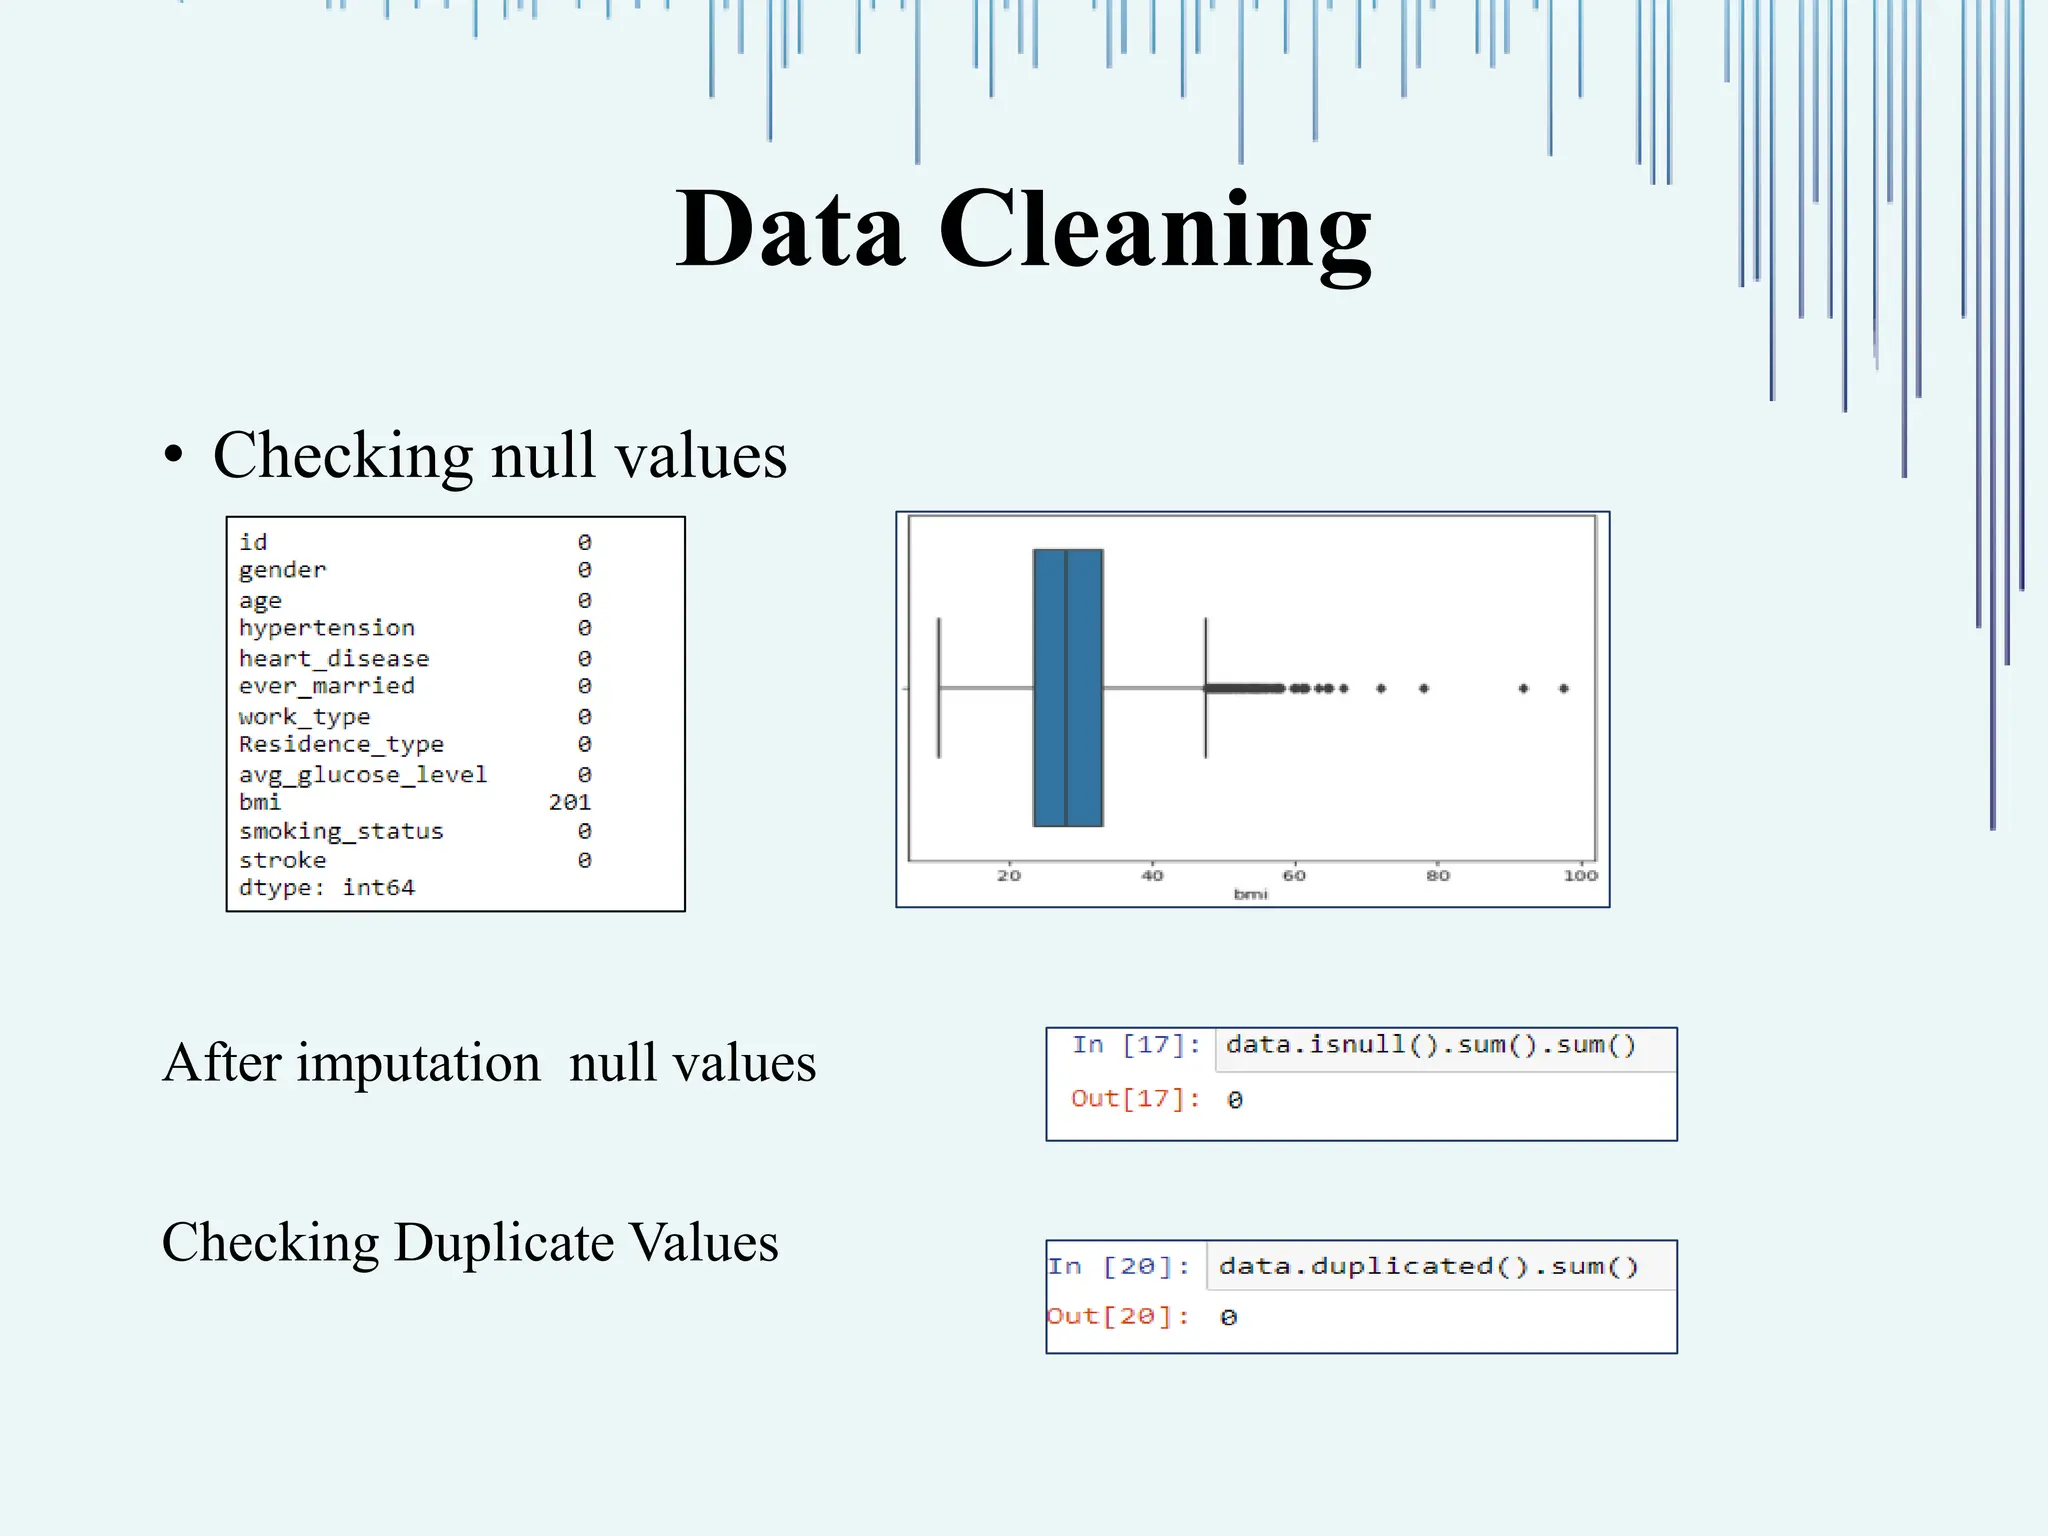 Data Cleaning
• Checking null values
id 0
gender 0
age 0
hypertension 0
heart_disease 0
ever_married 0
work_type 0
Residence_type 0
avg_glucose_level 0
bmi 201
smoking_status 0
stroke 0
dtype: int64
20 40 60 80 100
bmi
After imputation  null values
In [17]: data.isnull().sum().sum()
Out[17]: 0
Checking Duplicate Values
In [20]: data.duplicated().sum()
Out[20]: 0